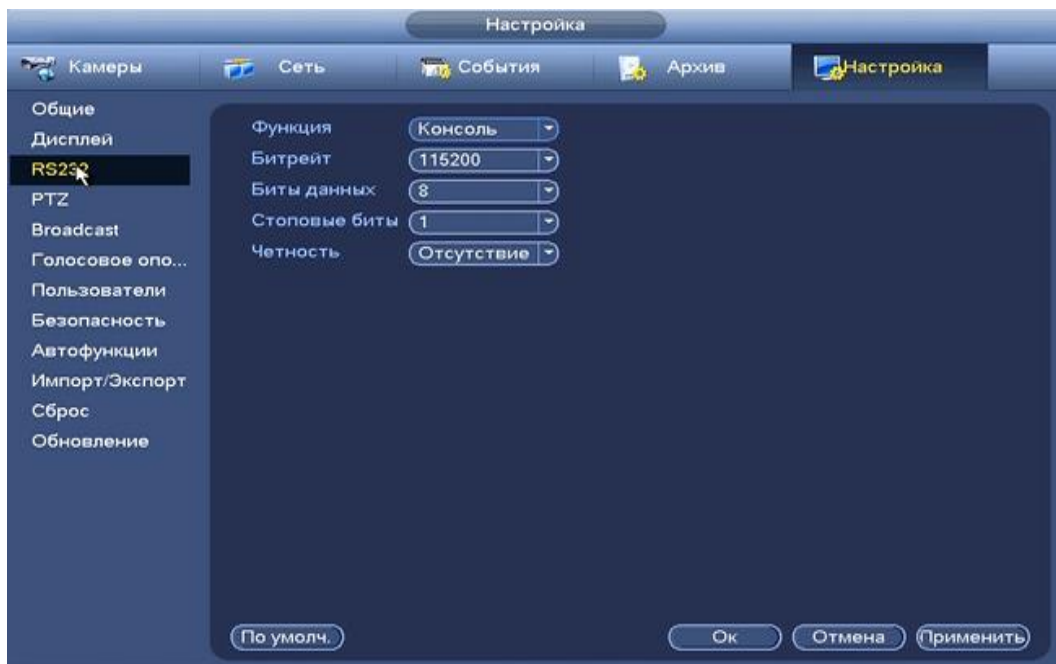 Настройка
Камеры Сеть События Архив Настройка
Общие
Дисплей
RS232
PTZ
Broadcast
Голосовое опо...
Пользователи
Безопасность
Автофункции
Импорт/Экспорт
Сброс
Обновление
Функция Консоль
Битрейт 115200
Биты данных 8
Стоповые биты 1
Четность Отсутствие
По умолч. Ок Отмена Применить